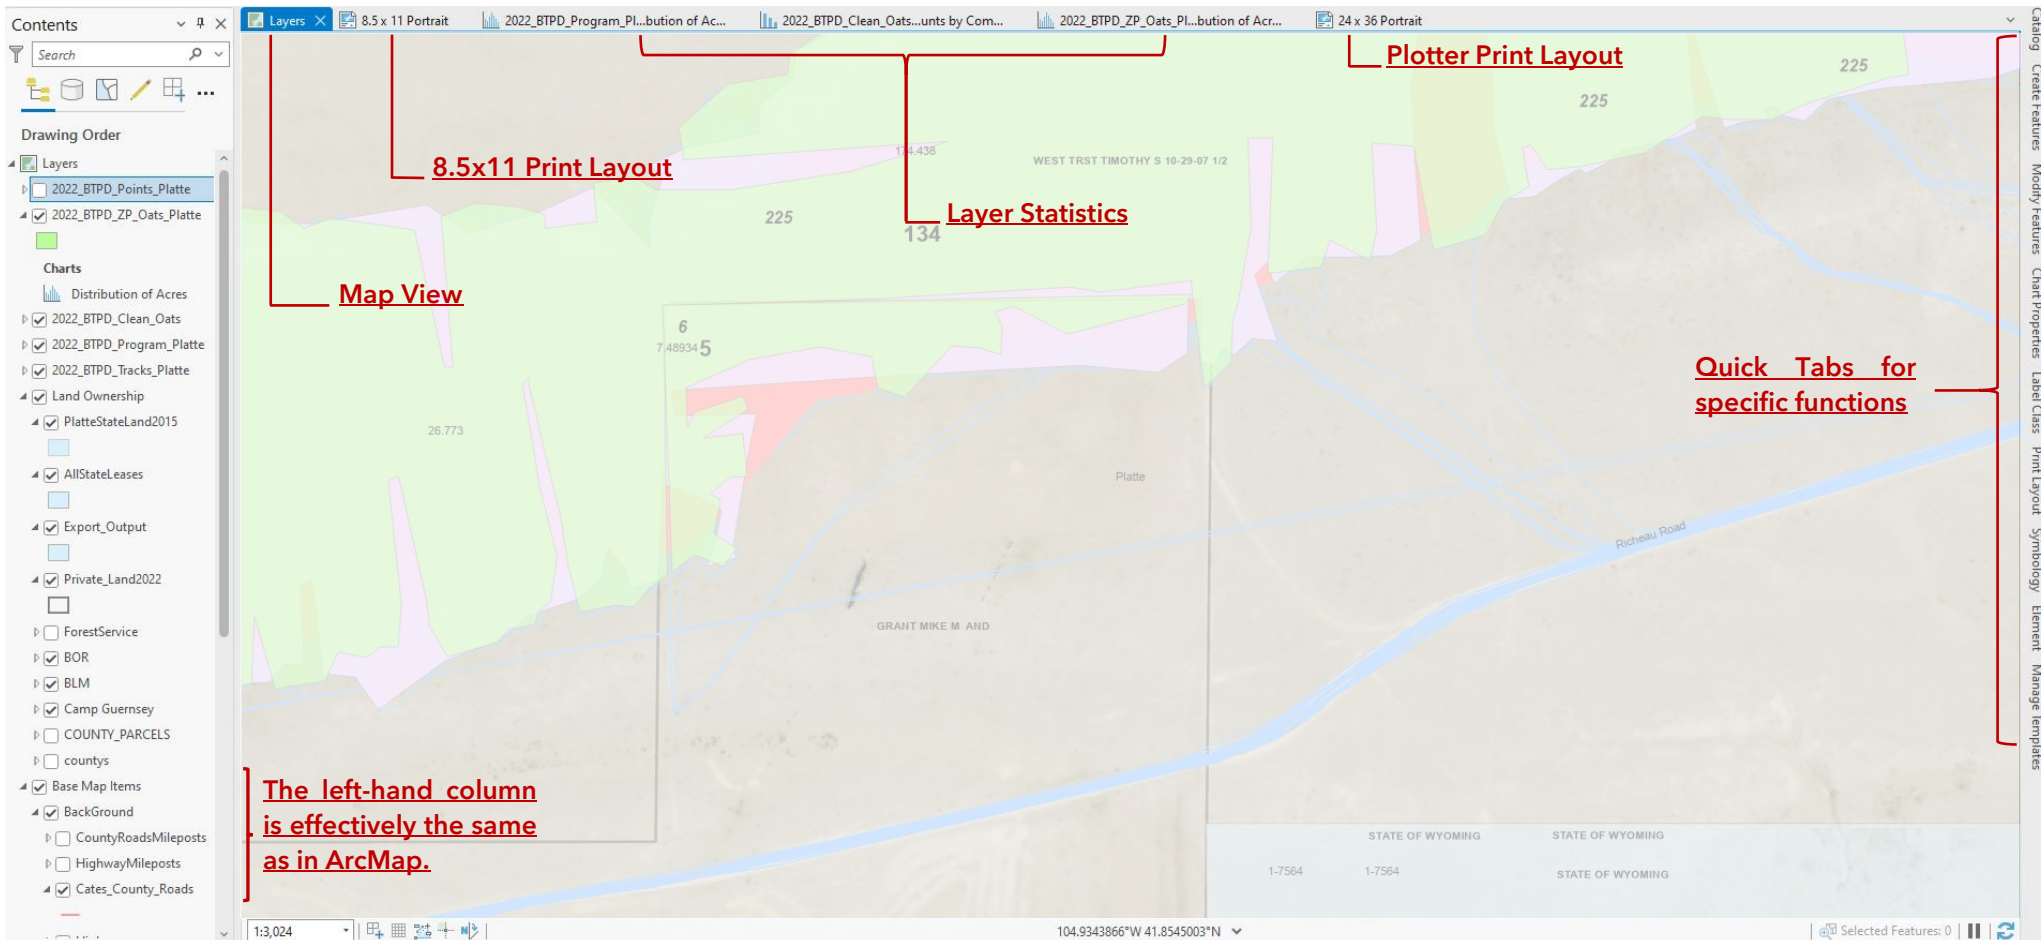 Contents
Search
Drawing Order
Layers
2022_BTPD_Points_Platte
2022_BTPD_ZP_Oats_Platte
Charts
Distribution of Acres
2022_BTPD_Clean_Oats
2022_BTPD_Program_Platte
2022_BTPD_Tracks_Platte
Land Ownership
PlatteStateLand2015
AllStateLeases
Export_Output
Private_Land2022
ForestService
BOR
BLM
Camp Guernsey
COUNTY_PARCELS
countys
Base Map Items
BackGround
CountyRoadsMileposts
HighwayMileposts
Cates_County_Roads
Layers
8.5 x 11 Portrait
2022_BTPD_Program_Pl...bution of Ac...
2022_BTPD_Clean_Oats...unts by Com...
2022_BTPD_ZP_Oats_Pl...bution of Acr...
24 x 36 Portrait
Plotter Print Layout
225
225
174.438
WEST TRST TIMOTHY S 10-29-07 1/2
8.5x11 Print Layout
225
134
Layer Statistics
Map View
6
7.48934 5
26.773
Quick Tabs for
specific functions
Platte
Richeau Road
GRANT MIKE M AND
The left-hand column
is effectively the same
as in ArcMap.
STATE OF WYOMING
STATE OF WYOMING
1-7564
1-7564
STATE OF WYOMING
1:3,024
104.9343866°W 41.8545003°N
Selected Features: 0
Catalog
Create Features
Modify Features
Chart Properties
Label Class
Print Layout
Symbology
Element
Manage Templates